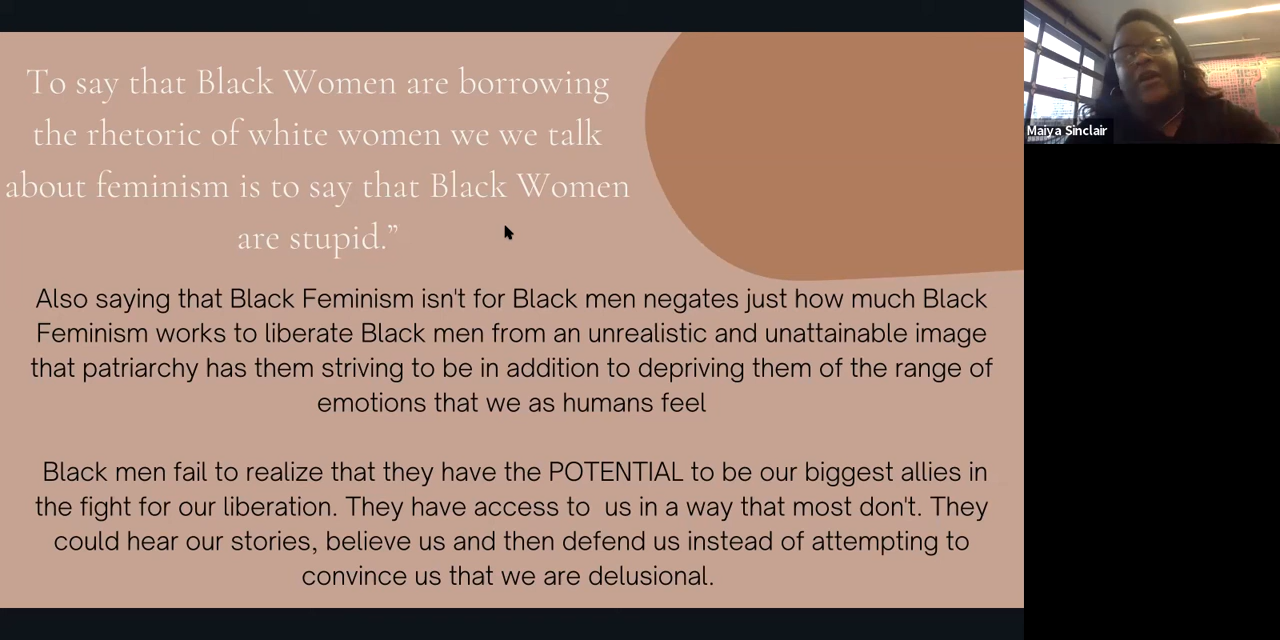 To say that Black Women are borrowing
the rhetoric of white women we we talk
about feminism is to say that Black Women
are stupid.”
Also saying that Black Feminism isn't for Black men negates just how much Black
Feminism works to liberate Black men from an unrealistic and unattainable image
that patriarchy has them striving to be in addition to depriving them of the range of
emotions that we as humans feel
Black men fail to realize that they have the POTENTIAL to be our biggest allies in
the fight for our liberation. They have access to  us in a way that most don't. They
could hear our stories, believe us and then defend us instead of attempting to
convince us that we are delusional.
Maiya Sinclair